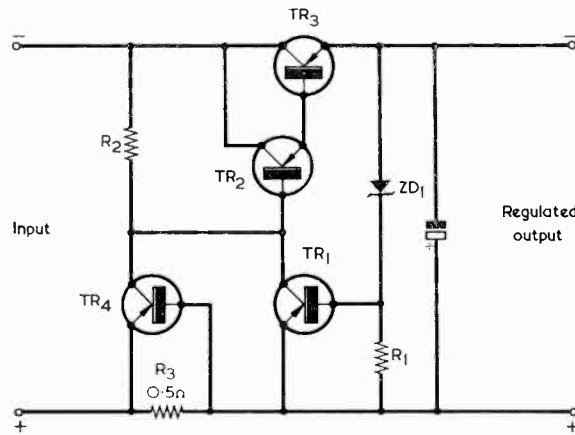 TR3
−
−
R2
TR2
ZD1
Input
Regulated
output
+
TR1
TR4
R3
0·5Ω
R1
+
+